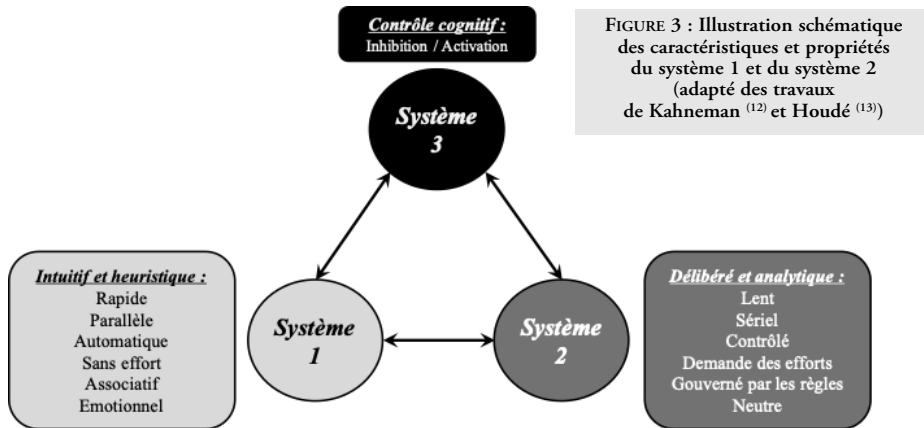 Contrôle cognitif :
Inhibition / Activation
FIGURE 3 : Illustration schématique
des caractéristiques et propriétés
du système 1 et du système 2
(adapté des travaux
de Kahneman (12) et Houdé (13))
Système
3
Intuitif et heuristique :
Rapide
Parallèle
Automatique
Sans effort
Associatif
Emotionnel
Système
1
Système
2
Délibéré et analytique :
Lent
Sériel
Contrôlé
Demande des efforts
Gouverné par les règles
Neutre